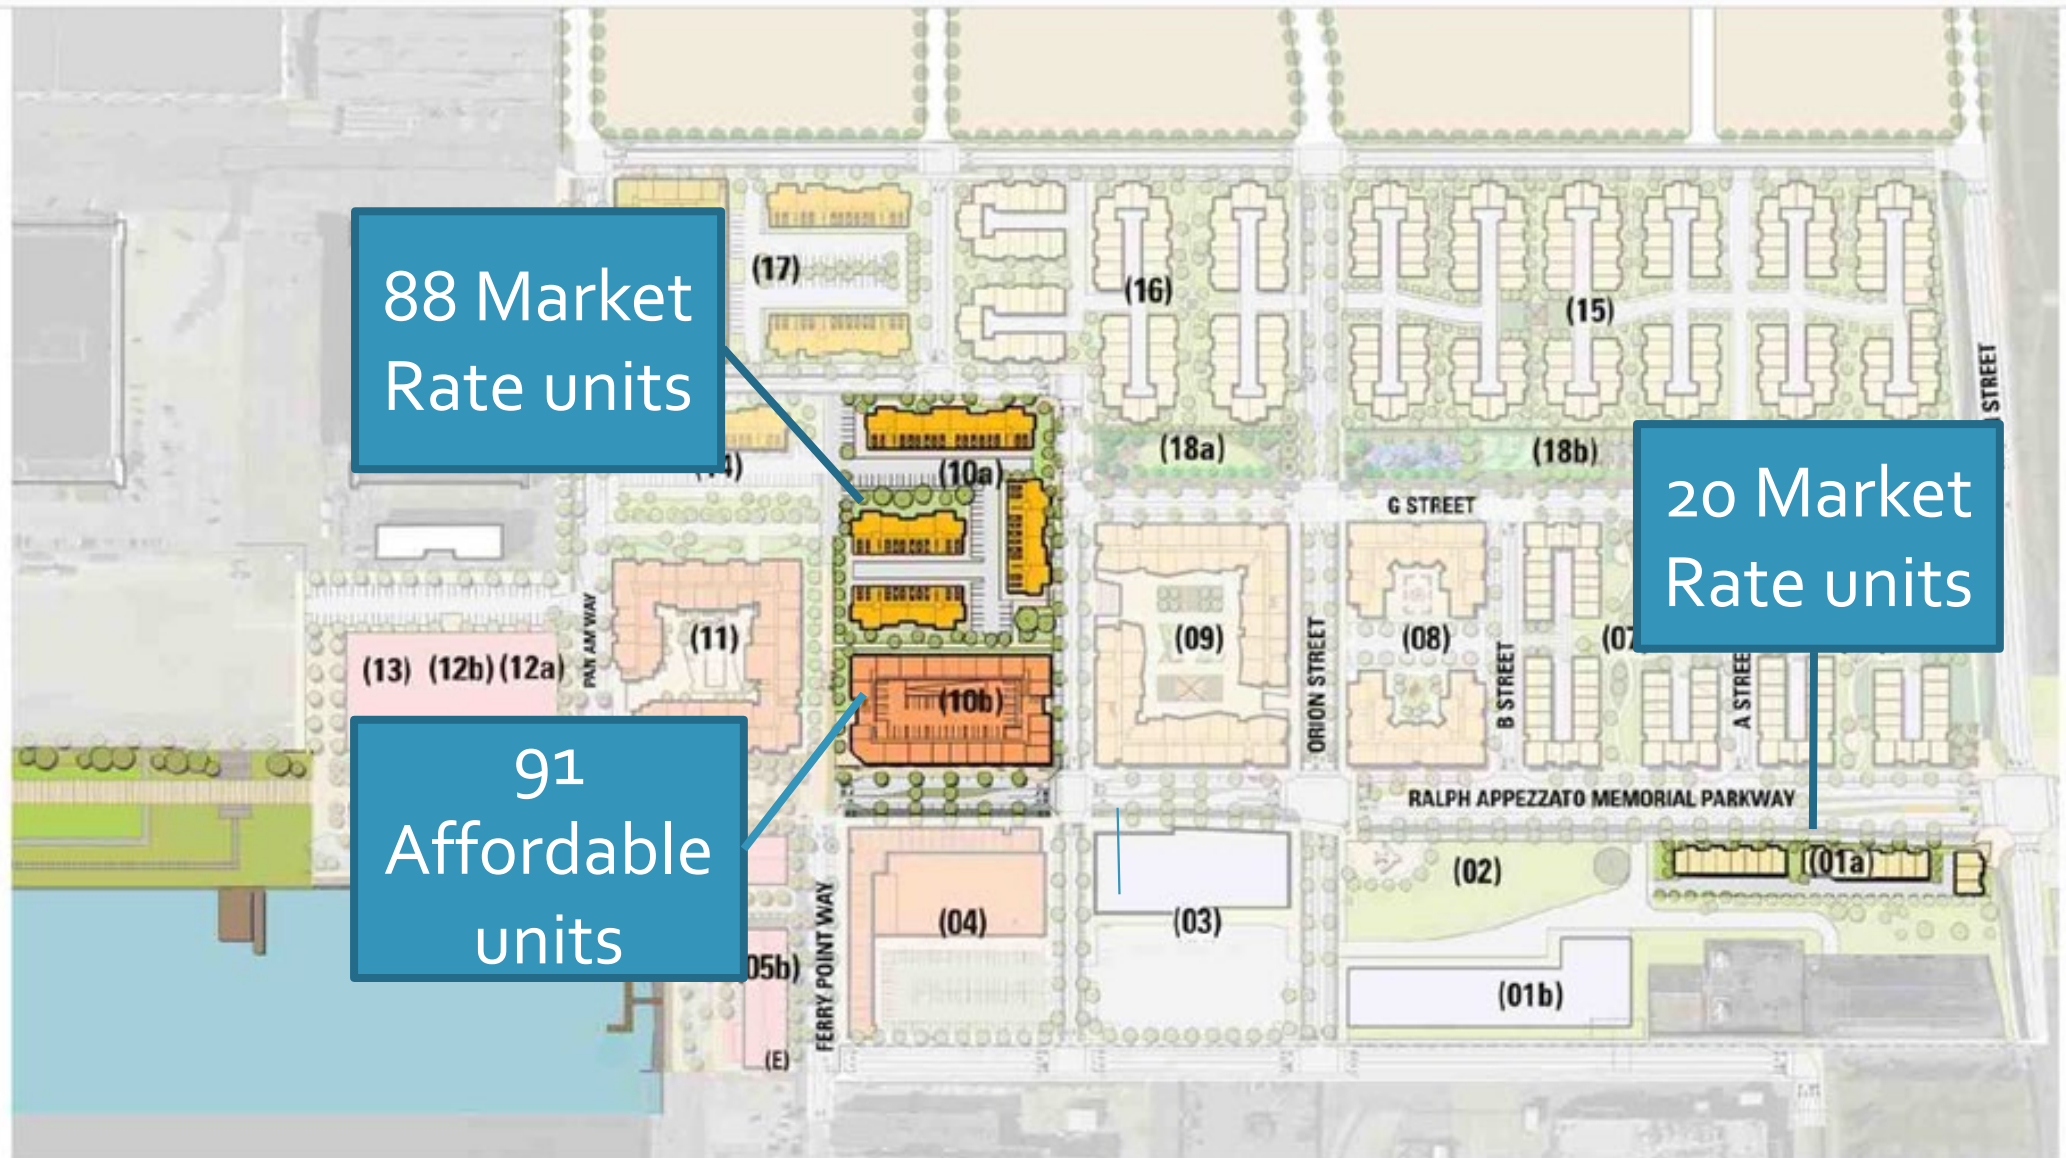 88 Market
Rate units
(17)
(16)
(15)
STREET
(10a)
(18a)
(18b)
G STREET
20 Market
Rate units
(13) (12b) (12a)
PAN AM WAY
(11)
(10b)
(09)
ORION STREET
(08)
B STREET
A STREE
91
Affordable
units
RALPH APPEZZATO MEMORIAL PARKWAY
(04)
(03)
(02)
(01a)
(01b)
05b)
FERRY POINT WAY
(E)